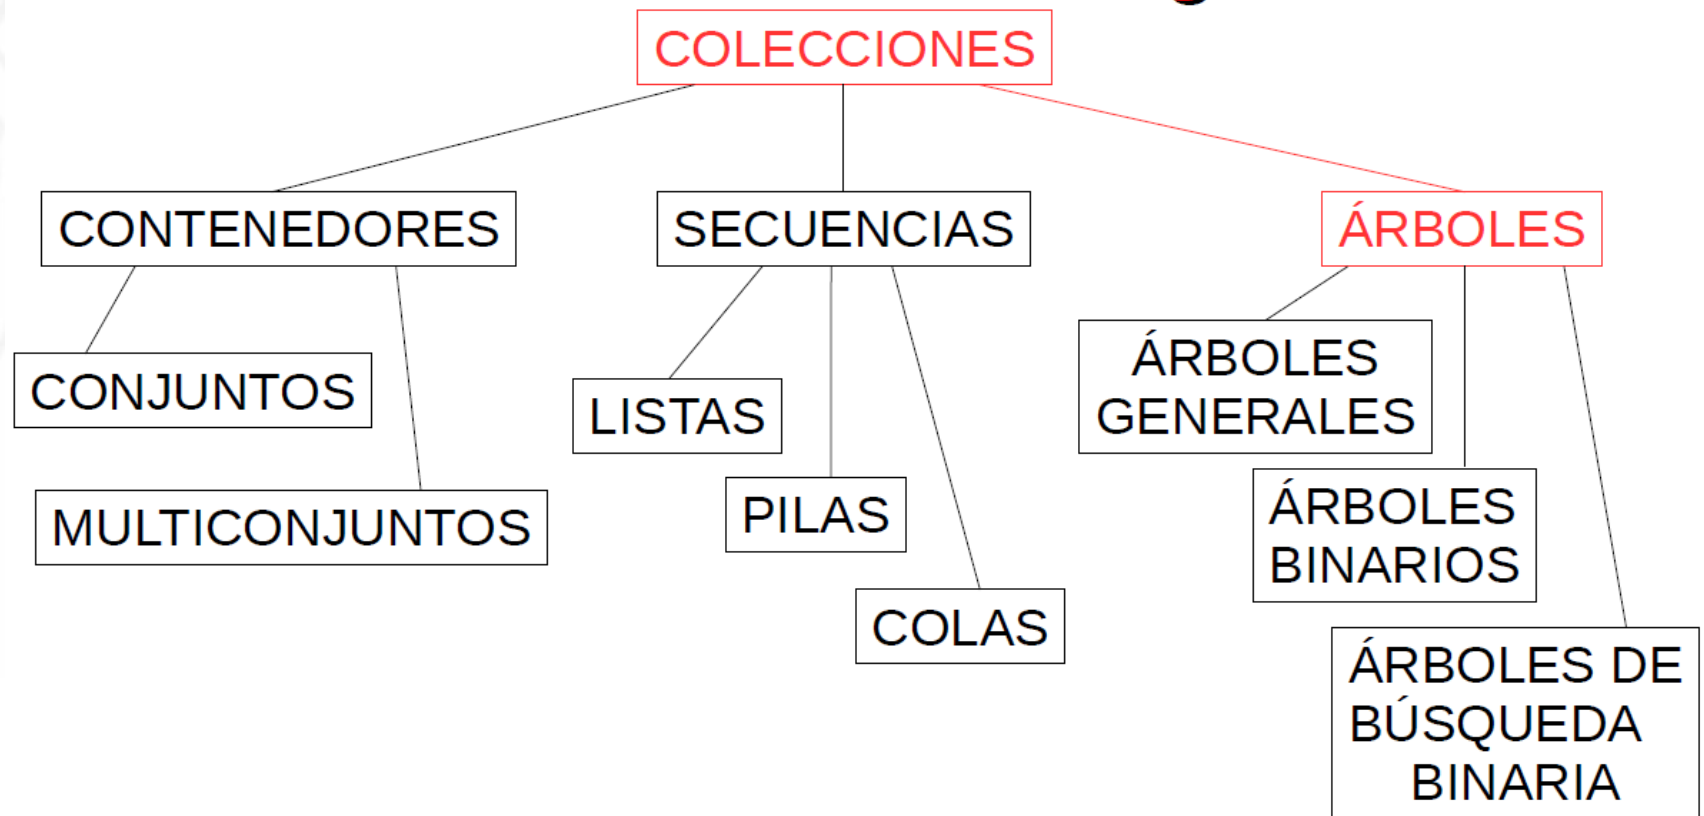 COLECCIONES
CONTENEDORES
SECUENCIAS
ÁRBOLES
CONJUNTOS
MULTICONJUNTOS
LISTAS
PILAS
COLAS
ÁRBOLES
GENERALES
ÁRBOLES
BINARIOS
ÁRBOLES DE
BÚSQUEDA
BINARIA